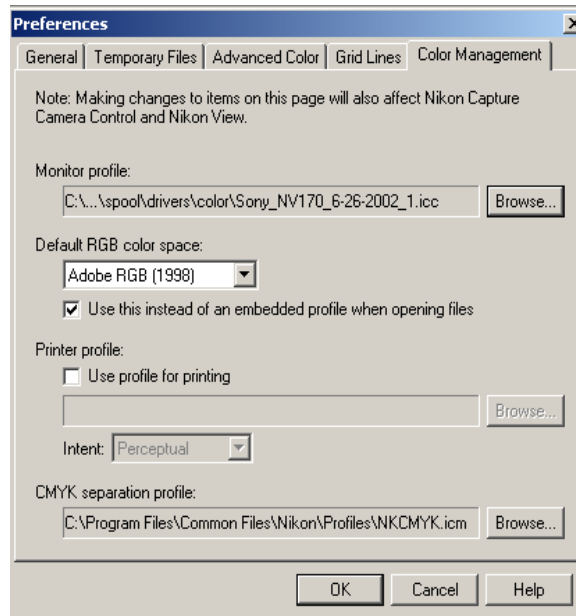 Preferences
General
Temporary Files
Advanced Color
Grid Lines
Color Management
Note: Making changes to items on this page will also affect Nikon Capture
Camera Control and Nikon View.
Monitor profile:
C:\...\spool\drivers\color\Sony_NV170_6-26-2002_1.icc
Browse...
Default RGB color space:
Adobe RGB (1998)
Use this instead of an embedded profile when opening files
Printer profile:
Use profile for printing
Browse...
Intent: Perceptual
CMYK separation profile:
C:\Program Files\Common Files\Nikon\Profiles\NKCMYK.icm
Browse...
OK
Cancel
Help